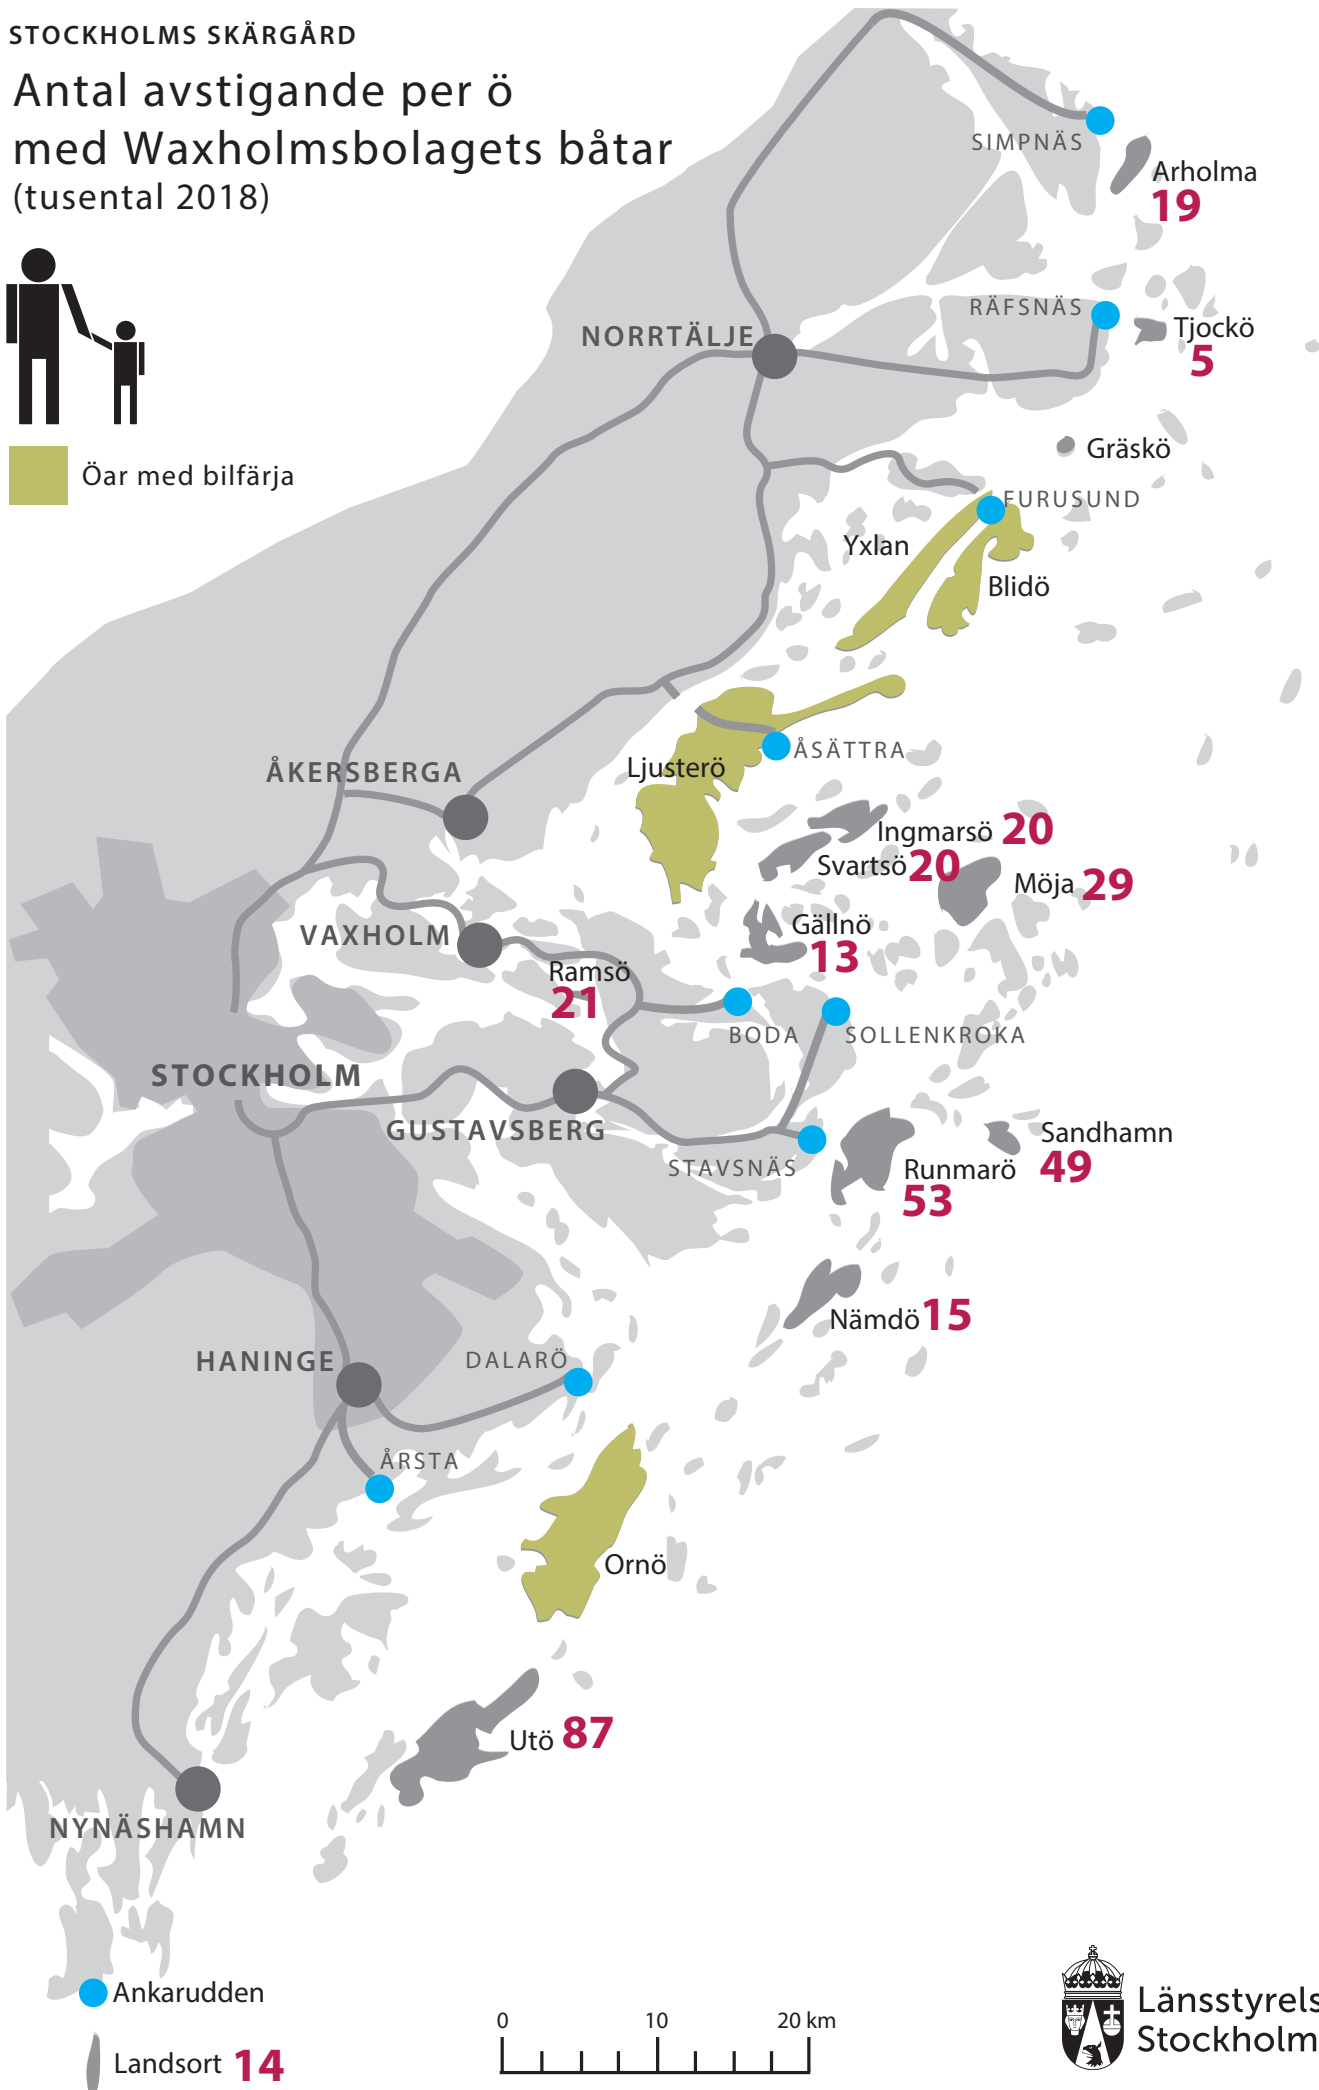 STOCKHOLMS SKÄRGÅRD
Antal avstigande per ö
med Waxholmsbolagets båtar
(tusental 2018)
SIMPNÄS
Arholma
19
RÄFSNÄS
Tjockö
5
NORRTÄLJE
Gräskö
Öar med bilfärja
FURUSUND
Yxlan
Blidö
ÅSÄTTRA
Ljusterö
ÅKERSBERGA
Ingmarsö 20
Svartsö 20
Möja 29
Gällnö
13
VAXHOLM
Ramsö
21
BODA
SOLLENKROKA
STOCKHOLM
GUSTAVSBERG
Sandhamn
49
STAVSNÄS
Runmarö
53
Nämdö 15
HANINGE
DALARÖ
ÅRSTA
Ornö
Utö 87
NYNÄSHAMN
Ankarudden
Landsort 14
0 10 20 km
Länsstyrels
Stockholm